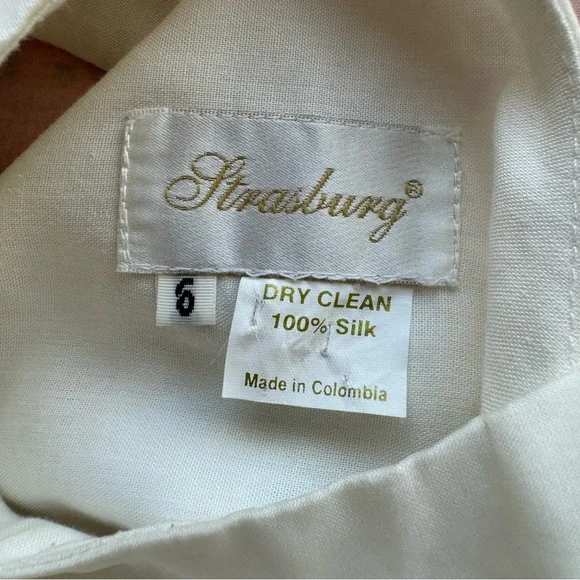 Strasburg®
6
DRY CLEAN
100% Silk
Made in Colombia